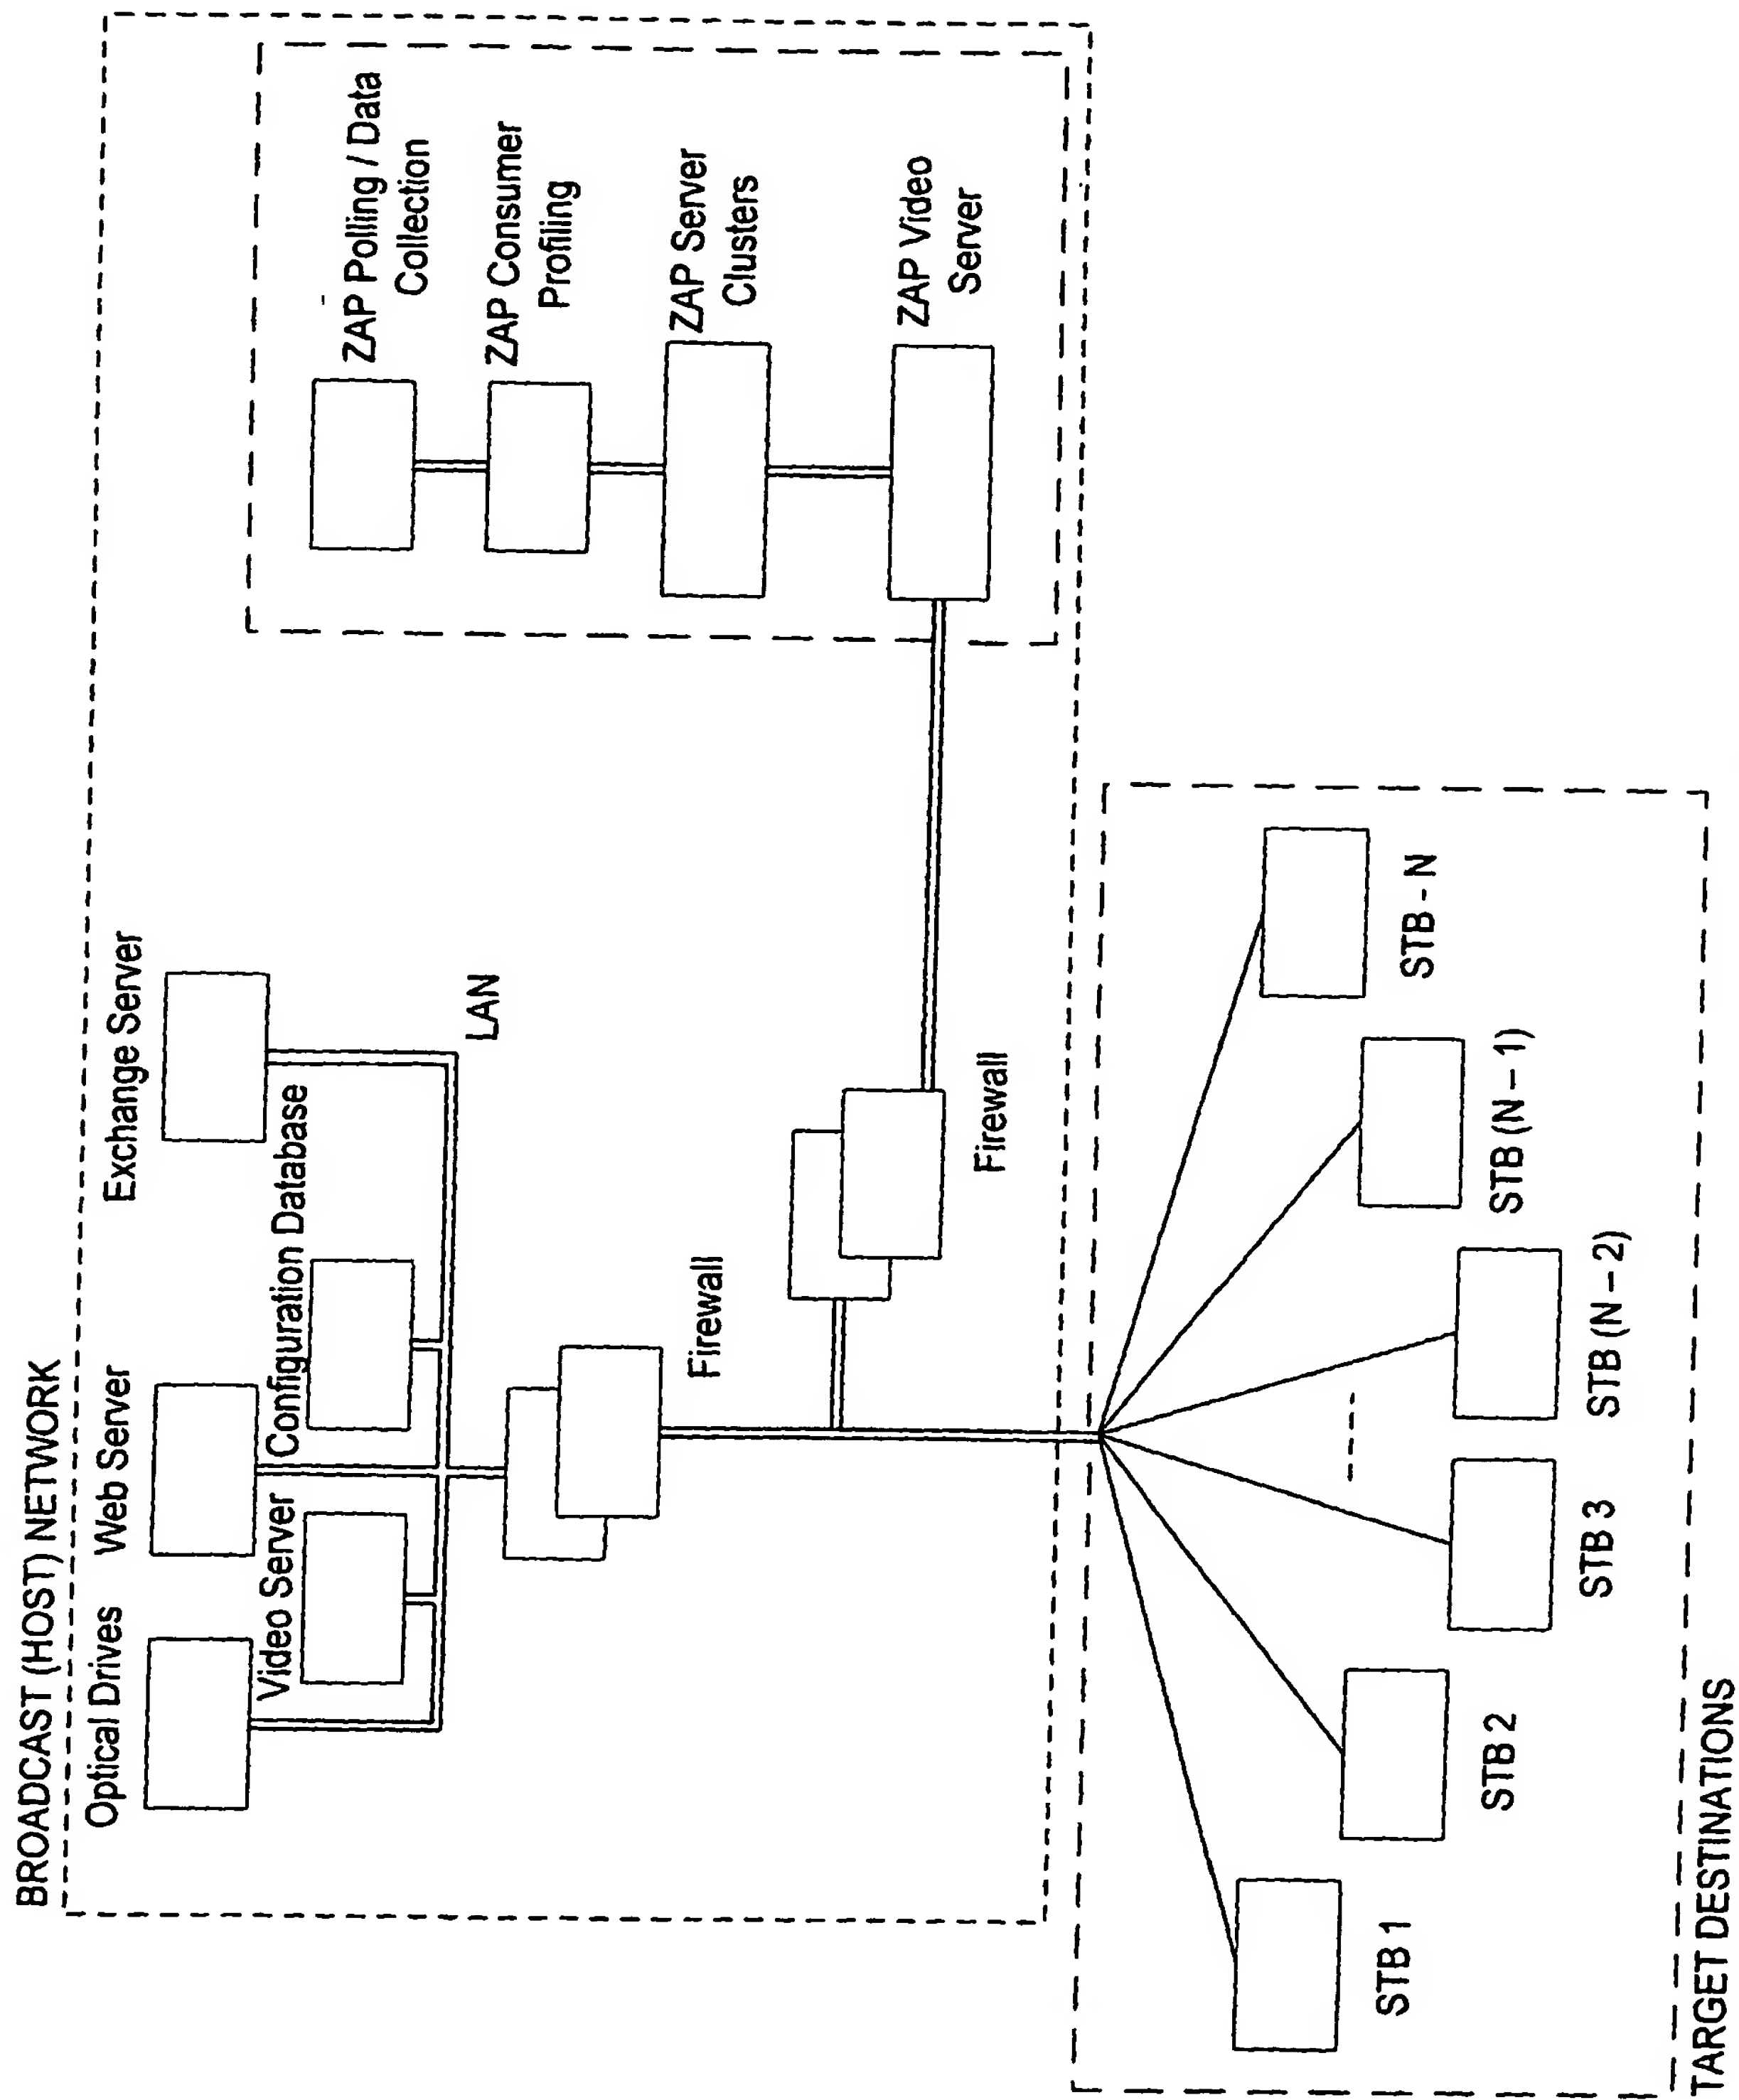 BROADCAST (HOST) NETWORK
Optical Drives
Web Server
Exchange Server
Video Server
Configuration Database
LAN
Firewall
Firewall
ZAP Polling / Data
Collection
ZAP Consumer
Profiling
ZAP Server
Clusters
ZAP Video
Server
STB 1
STB 2
STB 3
STB (N – 2)
STB (N – 1)
STB - N
TARGET DESTINATIONS